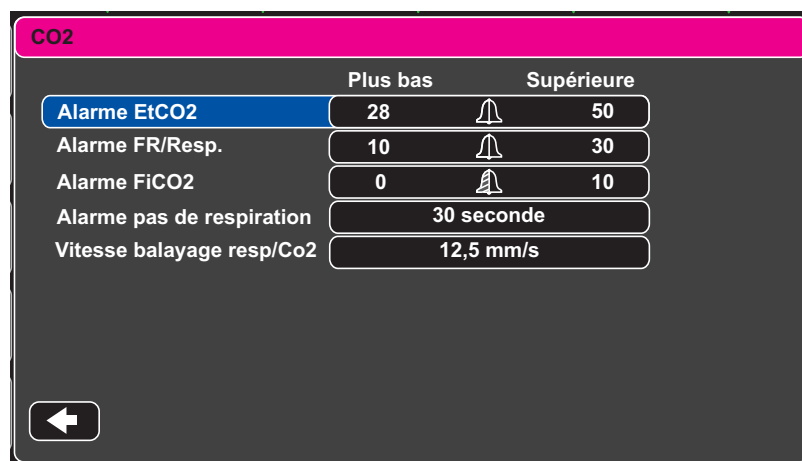 CO2
Plus bas Supérieure
Alarme EtCO2 28 50
Alarme FR/Resp. 10 30
Alarme FiCO2 0 10
Alarme pas de respiration 30 seconde
Vitesse balayage resp/Co2 12,5 mm/s